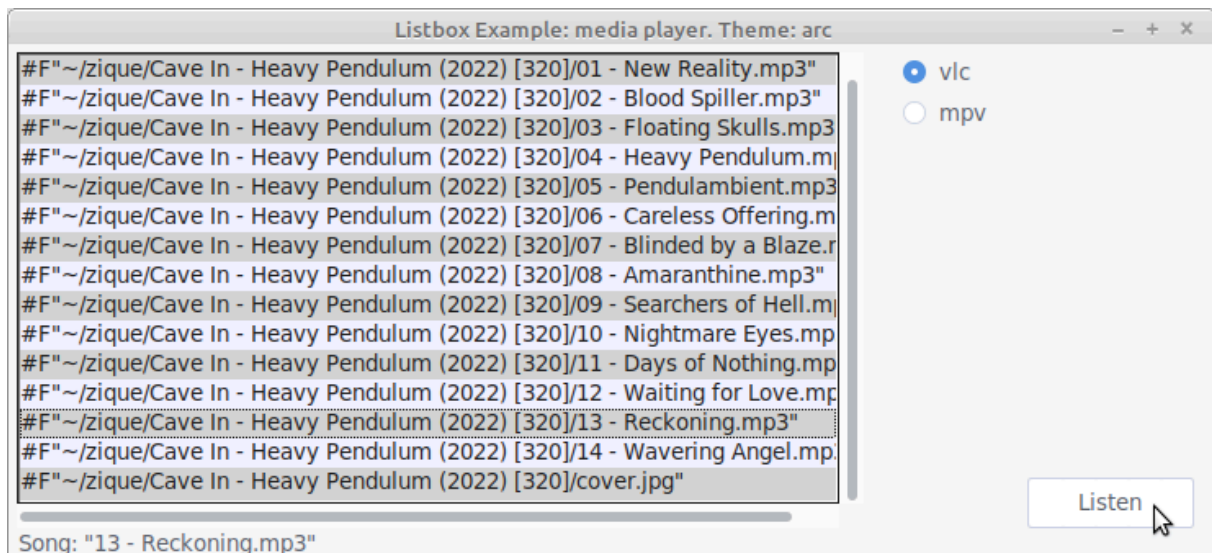 Listbox Example: media player. Theme: arc
#F"~/zique/Cave In - Heavy Pendulum (2022) [320]/01 - New Reality.mp3"
#F"~/zique/Cave In - Heavy Pendulum (2022) [320]/02 - Blood Spiller.mp3"
#F"~/zique/Cave In - Heavy Pendulum (2022) [320]/03 - Floating Skulls.mp3
#F"~/zique/Cave In - Heavy Pendulum (2022) [320]/04 - Heavy Pendulum.m
#F"~/zique/Cave In - Heavy Pendulum (2022) [320]/05 - Pendulambient.mp3
#F"~/zique/Cave In - Heavy Pendulum (2022) [320]/06 - Careless Offering.m
#F"~/zique/Cave In - Heavy Pendulum (2022) [320]/07 - Blinded by a Blaze.
#F"~/zique/Cave In - Heavy Pendulum (2022) [320]/08 - Amaranthine.mp3"
#F"~/zique/Cave In - Heavy Pendulum (2022) [320]/09 - Searchers of Hell.m
#F"~/zique/Cave In - Heavy Pendulum (2022) [320]/10 - Nightmare Eyes.mp
#F"~/zique/Cave In - Heavy Pendulum (2022) [320]/11 - Days of Nothing.mp
#F"~/zique/Cave In - Heavy Pendulum (2022) [320]/12 - Waiting for Love.mp
#F"~/zique/Cave In - Heavy Pendulum (2022) [320]/13 - Reckoning.mp3"
#F"~/zique/Cave In - Heavy Pendulum (2022) [320]/14 - Wavering Angel.mp
#F"~/zique/Cave In - Heavy Pendulum (2022) [320]/cover.jpg"
vlc
mpv
Listen
Song: "13 - Reckoning.mp3"